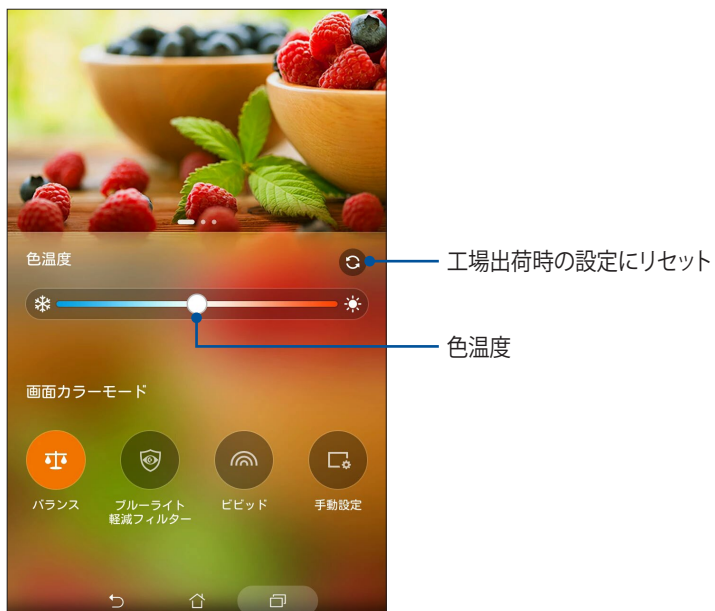 色温度
工場出荷時の設定にリセット
色温度
画面カラーモード
バランス
ブルーライト
軽減フィルター
ビビッド
手動設定